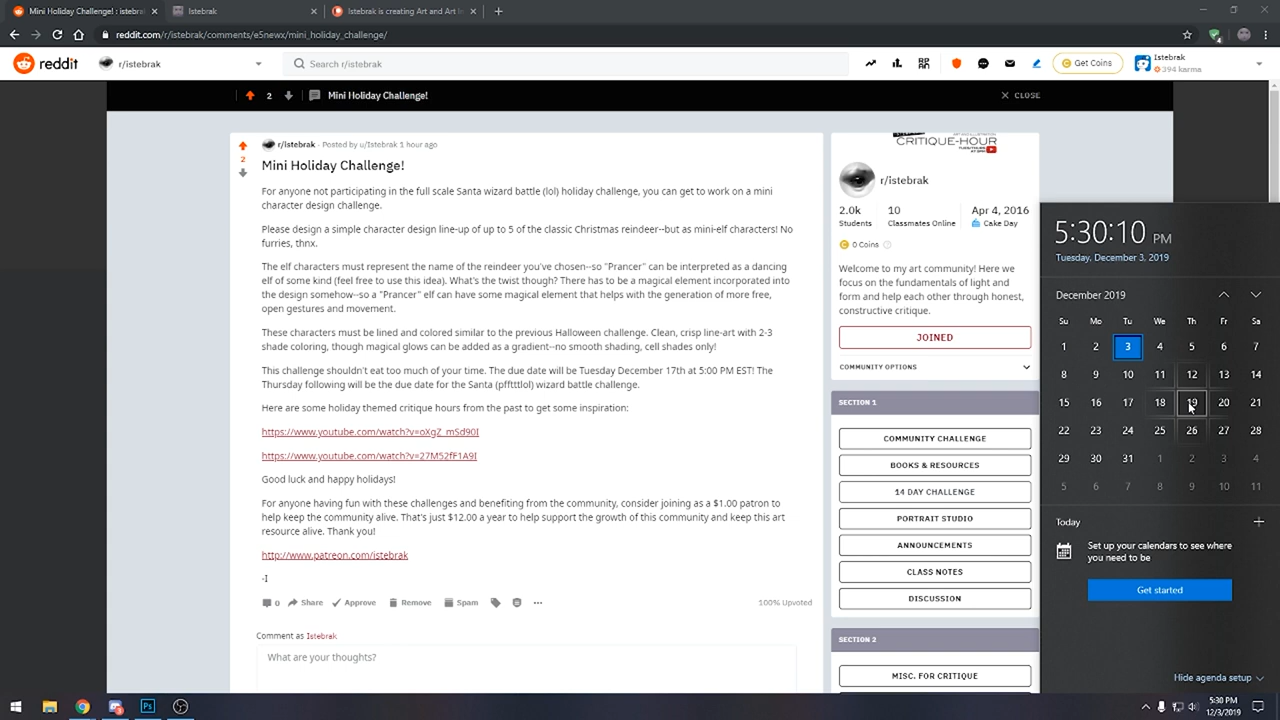 Mini Holiday Challenge! : istebrak
Istebrak
Istebrak is creating Art and Art In
reddit.com/r/istebrak/comments/e5newx/mini_holiday_challenge/
reddit
r/istebrak
Search r/istebrak
Get Coins
Istebrak
394 karma
2
Mini Holiday Challenge!
CLOSE
r/istebrak · Posted by u/Istebrak 1 hour ago
2
Mini Holiday Challenge!
For anyone not participating in the full scale Santa wizard battle (lol) holiday challenge, you can get to work on a mini
character design challenge.
Please design a simple character design line-up of up to 5 of the classic Christmas reindeer--but as mini-elf characters! No
furries, thnx.
The elf characters must represent the name of the reindeer you've chosen--so "Prancer" can be interpreted as a dancing
elf of some kind (feel free to use this idea). What's the twist though? There has to be a magical element incorporated into
the design somehow--so a "Prancer" elf can have some magical element that helps with the generation of more free,
open gestures and movement.
These characters must be lined and colored similar to the previous Halloween challenge. Clean, crisp line-art with 2-3
shade coloring, though magical glows can be added as a gradient--no smooth shading, cell shades only!
This challenge shouldn't eat too much of your time. The due date will be Tuesday December 17th at 5:00 PM EST! The
Thursday following will be the due date for the Santa (pffttttlol) wizard battle challenge.
Here are some holiday themed critique hours from the past to get some inspiration:
https://www.youtube.com/watch?v=oXgZ_mSd90I
https://www.youtube.com/watch?v=27M52fF1A9I
Good luck and happy holidays!
For anyone having fun with these challenges and benefiting from the community, consider joining as a $1.00 patron to
help keep the community alive. That's just $12.00 a year to help support the growth of this community and keep this art
resource alive. Thank you!
http://www.patreon.com/istebrak
-I
0 Share Approve Remove Spam
100% Upvoted
Comment as Istebrak
What are your thoughts?
CRITIQUE-HOUR
r/istebrak
2.0k 10 Apr 4, 2016
Students Classmates Online Cake Day
0 Coins
Welcome to my art community! Here we
focus on the fundamentals of light and
form and help each other through honest,
constructive critique.
JOINED
COMMUNITY OPTIONS
SECTION 1
COMMUNITY CHALLENGE
BOOKS & RESOURCES
14 DAY CHALLENGE
PORTRAIT STUDIO
ANNOUNCEMENTS
CLASS NOTES
DISCUSSION
SECTION 2
MISC. FOR CRITIQUE
5:30:10 PM
Tuesday, December 3, 2019
December 2019
Su Mo Tu We Th Fr Sa
1 2 3 4 5 6 7
8 9 10 11 12 13 14
15 16 17 18 19 20 21
22 23 24 25 26 27 28
29 30 31 1 2 3 4
5 6 7 8 9 10 11
Today
Set up your calendars to see where
you need to be
Get started
Hide agenda setup
Ps
5:30 PM
12/3/2019